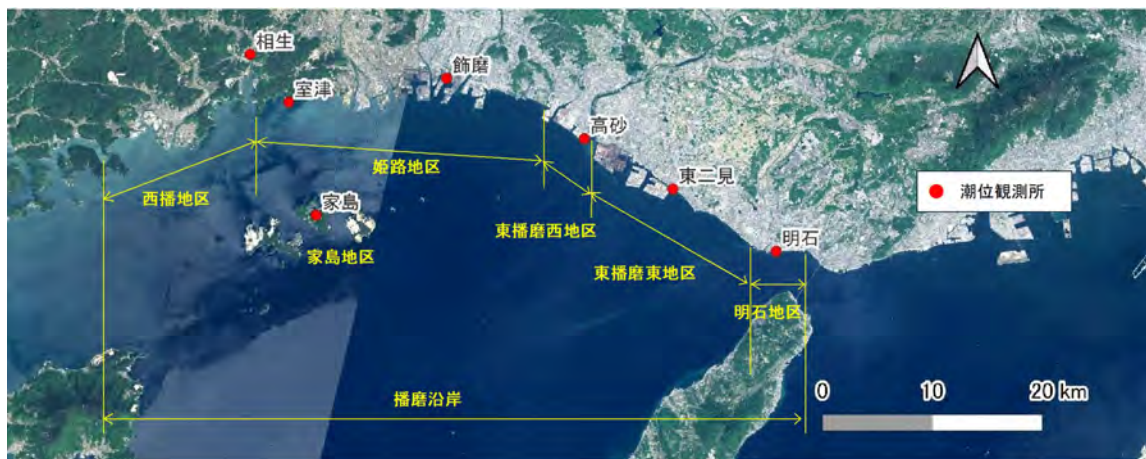 相生
飾磨
室津
高砂
姫路地区
東二見
西播地区
潮位観測所
家島
東播磨西地区
明石
家島地区
東播磨東地区
明石地区
播磨沿岸
0 10 20 km